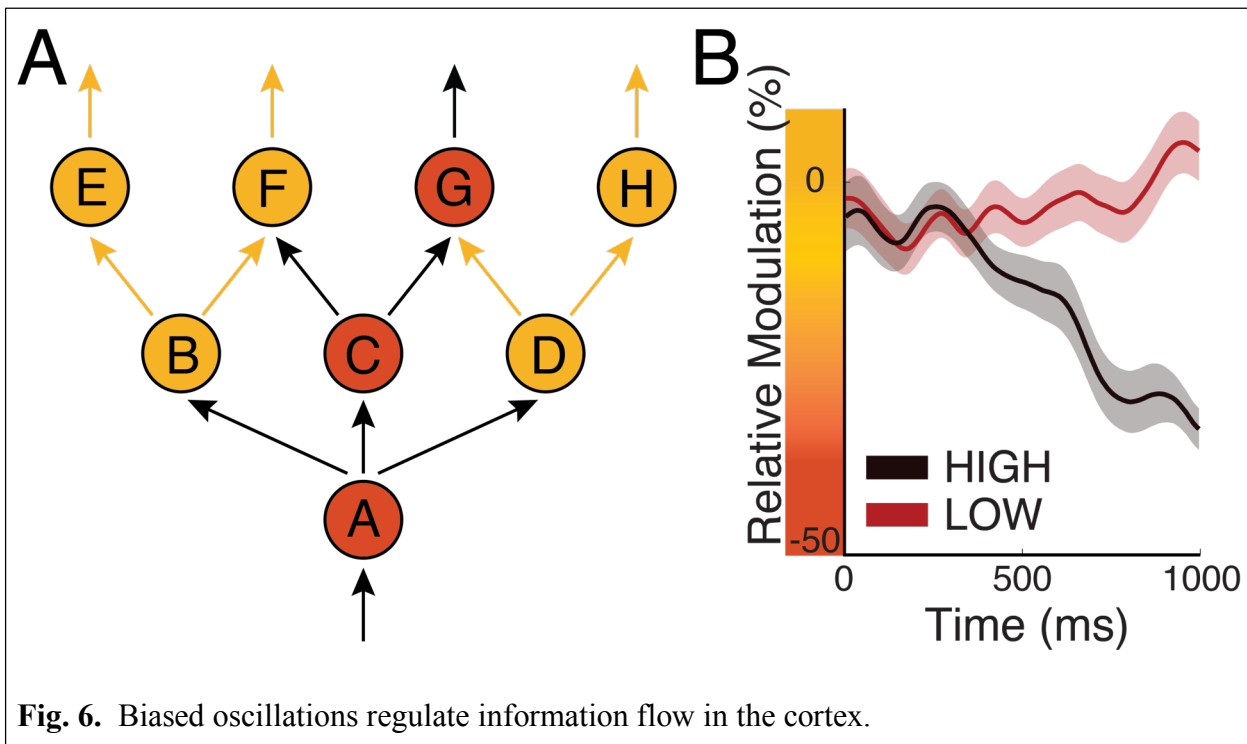 A
E F G H
B C D
A
B
Relative Modulation (%)
0
-50
HIGH
LOW
0 500 1000
Time (ms)
Fig. 6. Biased oscillations regulate information flow in the cortex.